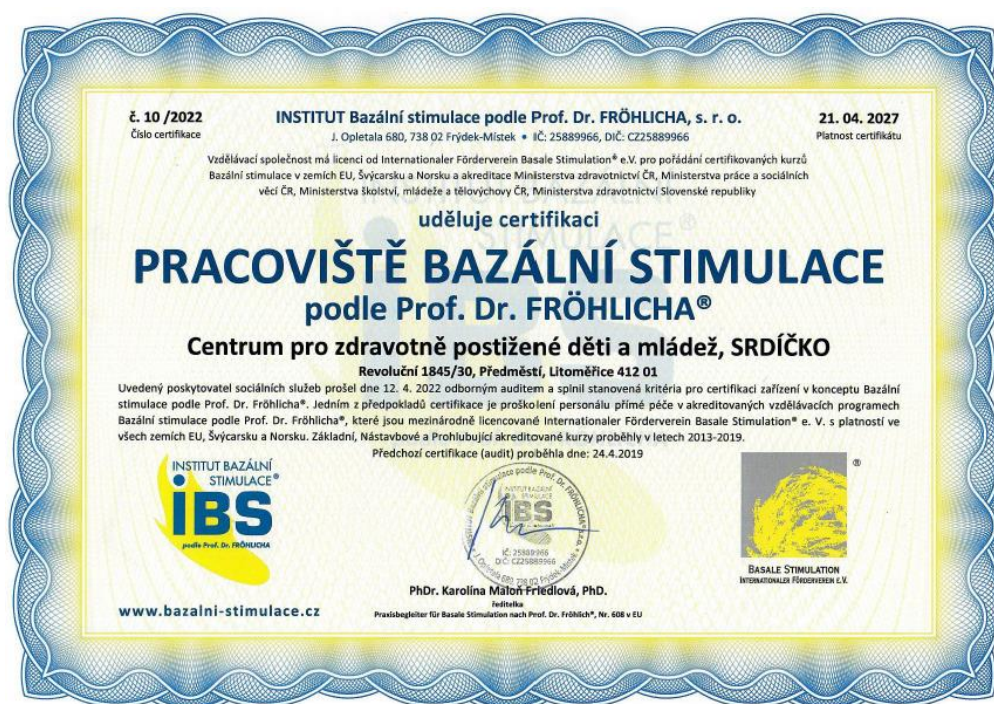 č. 10 /2022
Číslo certifikace
INSTITUT Bazální stimulace podle Prof. Dr. FRÖHLICHA, s. r. o.
J. Opletala 680, 738 02 Frýdek-Místek • IČ: 25889966, DIČ: CZ25889966
21. 04. 2027
Platnost certifikátu
Vzdělávací společnost má licenci od Internationaler Förderverein Basale Stimulation® e.V. pro pořádání certifikovaných kurzů
Bazální stimulace v zemích EU, Švýcarsku a Norsku a akreditace Ministerstva zdravotnictví ČR, Ministerstva práce a sociálních
věcí ČR, Ministerstva školství, mládeže a tělovýchovy ČR, Ministerstva zdravotnictví Slovenské republiky
uděluje certifikaci
PRACOVIŠTĚ BAZÁLNÍ STIMULACE
podle Prof. Dr. FRÖHLICHA®
Centrum pro zdravotně postižené děti a mládež, SRDÍČKO
Revoluční 1845/30, Předměstí, Litoměřice 412 01
Uvedený poskytovatel sociálních služeb prošel dne 12. 4. 2022 odborným auditem a splnil stanovená kritéria pro certifikaci zařízení v konceptu Bazální
stimulace podle Prof. Dr. Fröhlicha®. Jedním z předpokladů certifikace je proškolení personálu přímé péče v akreditovaných vzdělávacích programech
Bazální stimulace podle Prof. Dr. Fröhlicha®, které jsou mezinárodně licencované Internationaler Förderverein Basale Stimulation® e. V. s platností ve
všech zemích EU, Švýcarsku a Norsku. Základní, Nástavbové a Prohlubující akreditované kurzy proběhly v letech 2013-2019.
Předchozí certifikace (audit) proběhla dne: 24.4.2019
INSTITUT BAZÁLNÍ
STIMULACE®
iBS
podle Prof. Dr. FRÖHLICHA
www.bazalni-stimulace.cz
INSTITUT BAZÁLNÍ
STIMULACE
iBS
IČ: 25889966
DIČ: CZ25889966
PhDr. Karolína Maloň Friedlová, PhD.
ředitelka
Praxisbegleiter für Basale Stimulation nach Prof. Dr. Fröhlich®, Nr. 608 v EU
®
BASALE STIMULATION
INTERNATIONALER FÖRDERVEREIN E.V.